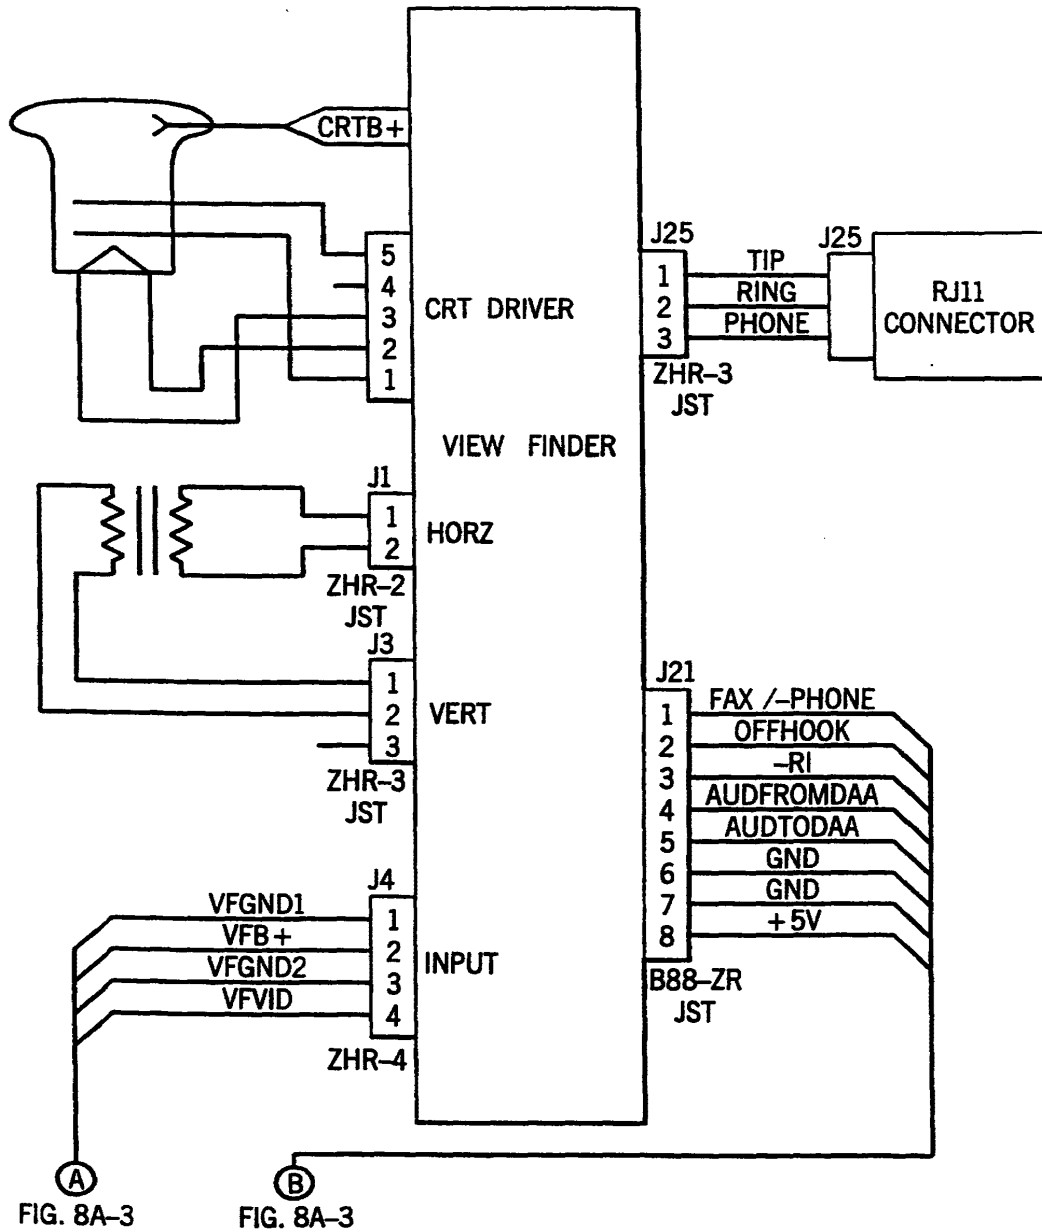 CRTB+
5
4
3
2
1
CRT DRIVER
J25
1
2
3
TIP
RING
PHONE
ZHR-3
JST
J25
RJ11
CONNECTOR
VIEW FINDER
J1
1
2
HORZ
ZHR-2
JST
J3
1
2
3
VERT
ZHR-3
JST
J21
1
2
3
4
5
6
7
8
FAX /-PHONE
OFFHOOK
-RI
AUDFROMDAA
AUDTODAA
GND
GND
+5V
B88-ZR
JST
J4
1
2
3
4
VFGND1
VFB+
VFGND2
VFVID
INPUT
ZHR-4
A
FIG. 8A-3
B
FIG. 8A-3